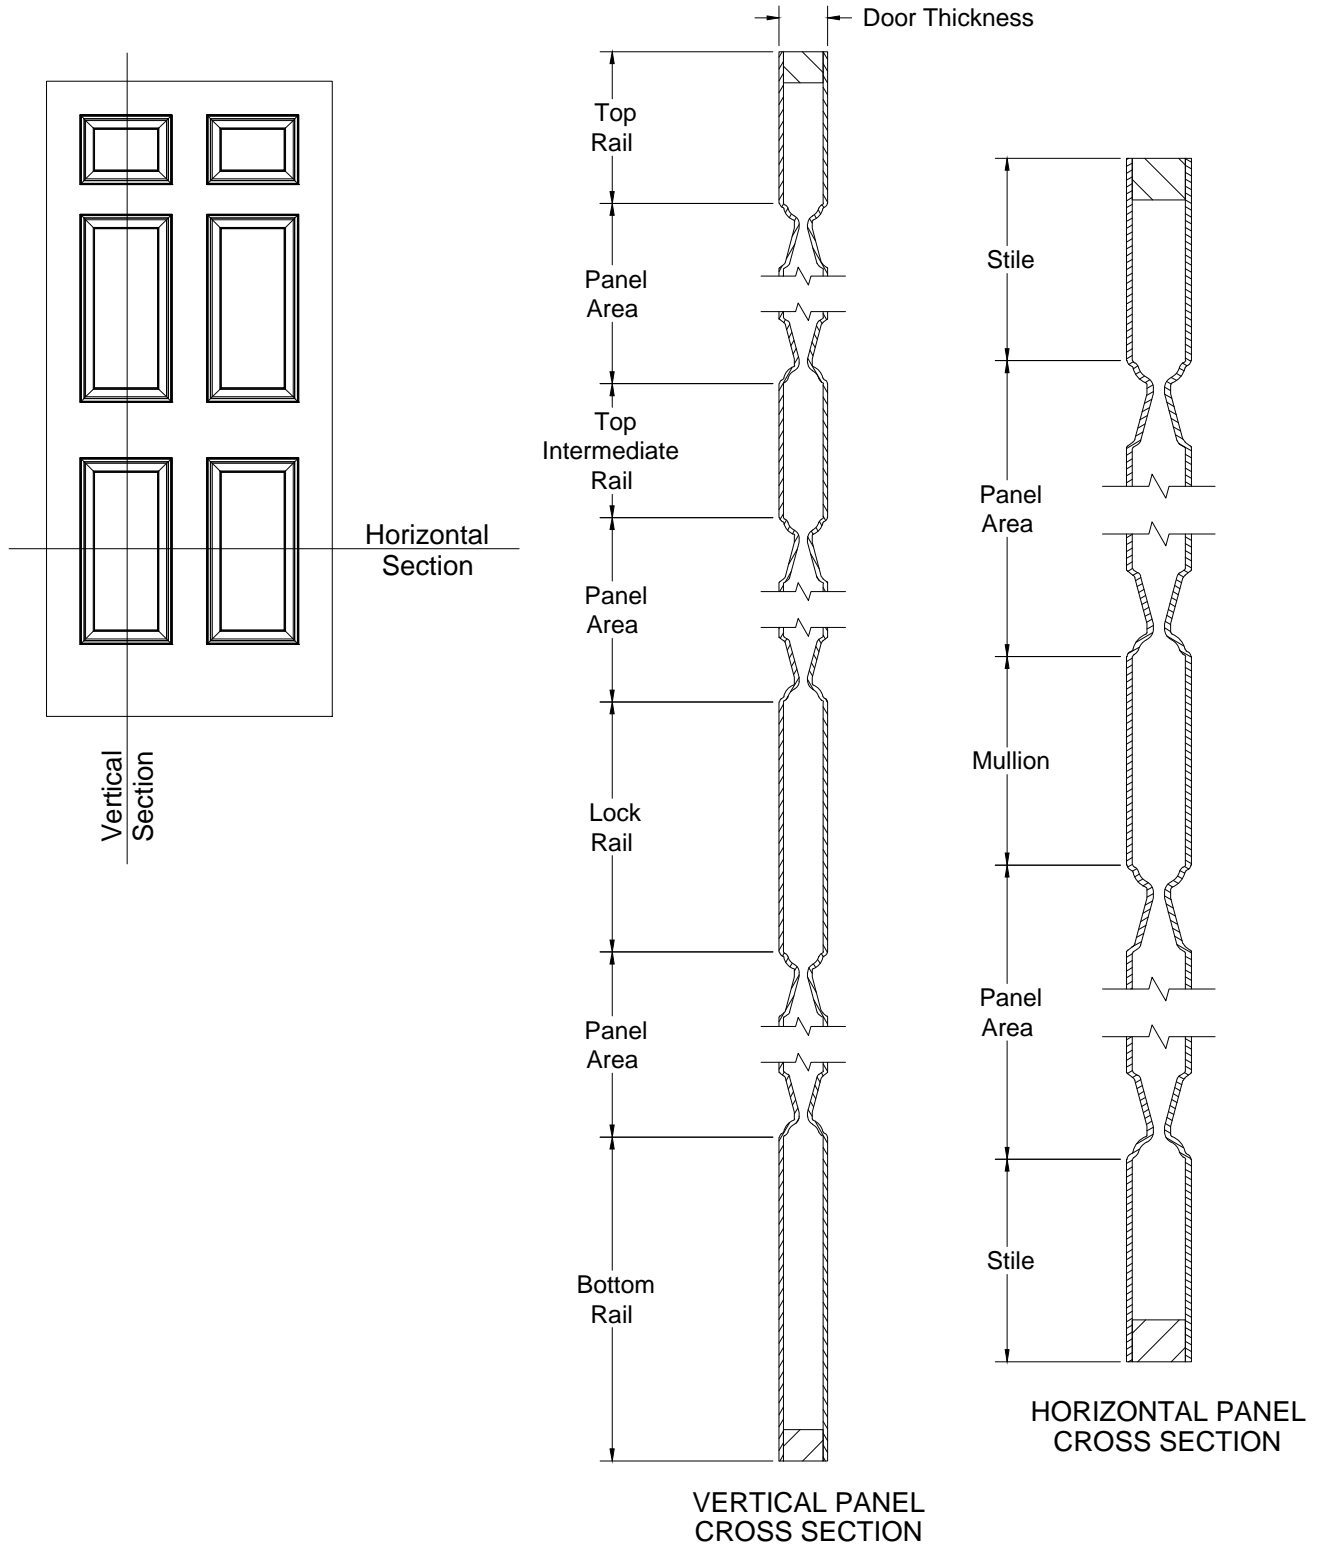 Door Thickness
Top
Rail
Panel
Area
Top
Intermediate
Rail
Panel
Area
Lock
Rail
Panel
Area
Bottom
Rail
VERTICAL PANEL
CROSS SECTION
Horizontal
Section
Vertical
Section
Stile
Panel
Area
Mullion
Panel
Area
Stile
HORIZONTAL PANEL
CROSS SECTION